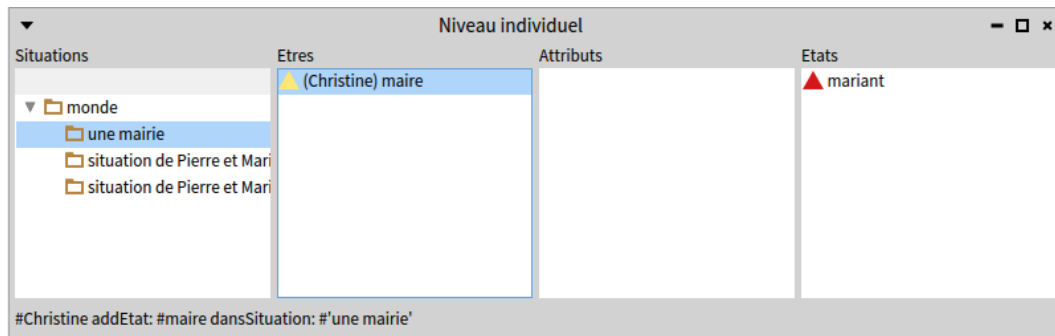 Niveau individuel
Situations Etres Attributs Etats
(Christine) maire mariant
monde
une mairie
situation de Pierre et Mari
situation de Pierre et Mari
#Christine addEtat: #maire dansSituation: #'une mairie'